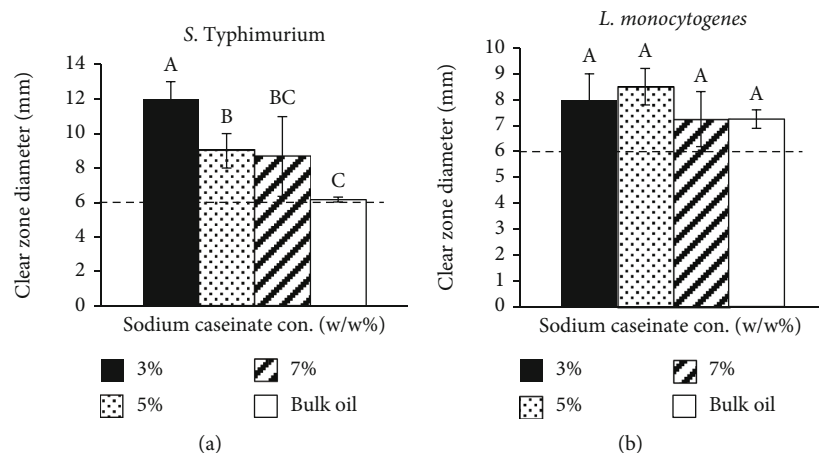 S. Typhimurium
Clear zone diameter (mm)
14
12
10
8
6
4
2
0
A
B
BC
C
Sodium caseinate con. (w/w%)
3%
7%
5%
Bulk oil
(a)
L. monocytogenes
Clear zone diameter (mm)
10
9
8
7
6
5
4
3
2
1
0
A
A
A
A
Sodium caseinate con. (w/w%)
3%
7%
5%
Bulk oil
(b)